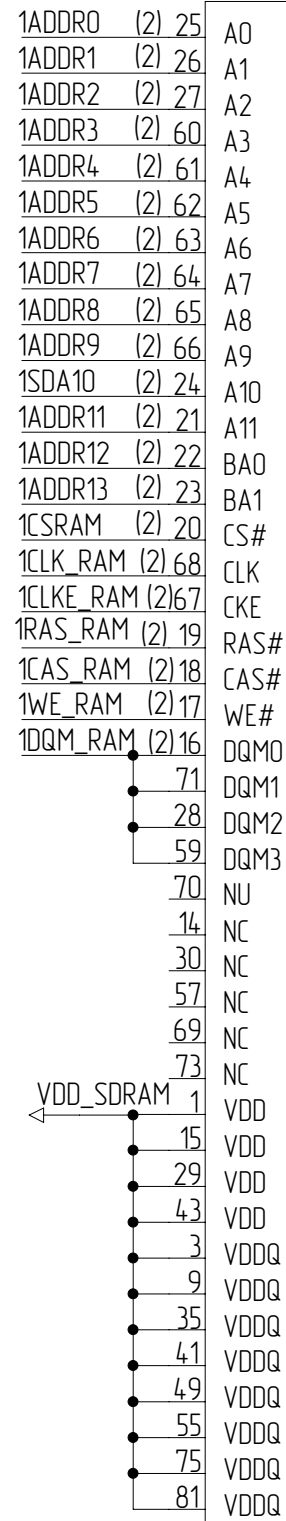 1ADDR0 (2) 25 A0
1ADDR1 (2) 26 A1
1ADDR2 (2) 27 A2
1ADDR3 (2) 60 A3
1ADDR4 (2) 61 A4
1ADDR5 (2) 62 A5
1ADDR6 (2) 63 A6
1ADDR7 (2) 64 A7
1ADDR8 (2) 65 A8
1ADDR9 (2) 66 A9
1SDA10 (2) 24 A10
1ADDR11 (2) 21 A11
1ADDR12 (2) 22 BA0
1ADDR13 (2) 23 BA1
1CSRAM (2) 20 CS#
1CLK_RAM (2) 68 CLK
1CLKE_RAM (2) 67 CKE
1RAS_RAM (2) 19 RAS#
1CAS_RAM (2) 18 CAS#
1WE_RAM (2) 17 WE#
1DQM_RAM (2) 16 DQM0
71 DQM1
28 DQM2
59 DQM3
70 NU
14 NC
30 NC
57 NC
69 NC
73 NC
VDD_SDRAM 1 VDD
15 VDD
29 VDD
43 VDD
3 VDDQ
9 VDDQ
35 VDDQ
41 VDDQ
49 VDDQ
55 VDDQ
75 VDDQ
81 VDDQ